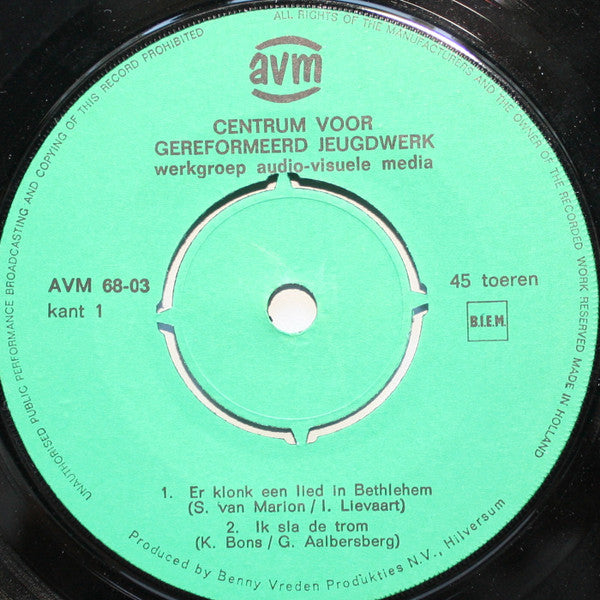 ALL RIGHTS OF THE MANUFACTURERS AND OF THE OWNER OF THE RECORDED WORK RESERVED MADE IN HOLLAND
UNAUTHORISED PUBLIC PERFORMANCE BROADCASTING AND COPYING OF THIS RECORD PROHIBITED
avm
CENTRUM VOOR
GEREFORMEERD JEUGDWERK
werkgroep audio-visuele media
AVM 68-03
kant 1
45 toeren
B.I.E.M.
1. Er klonk een lied in Bethlehem
(S. van Marion / I. Lievaart)
2. Ik sla de trom
(K. Bons / G. Aalbersberg)
Produced by Benny Vreden Produkties N.V., Hilversum